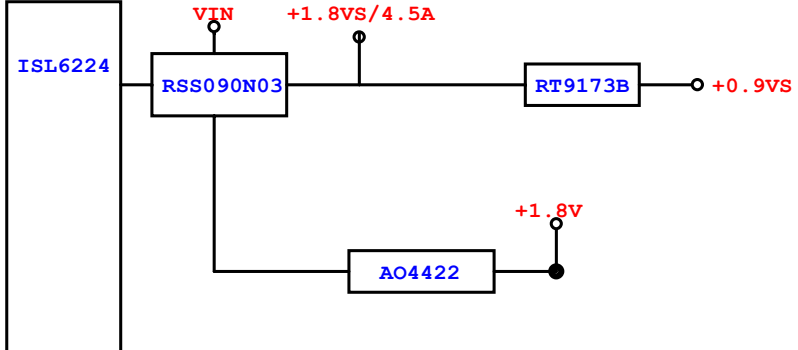 VIN
+1.8VS/4.5A
ISL6224
RSS090N03
RT9173B
+0.9VS
+1.8V
AO4422